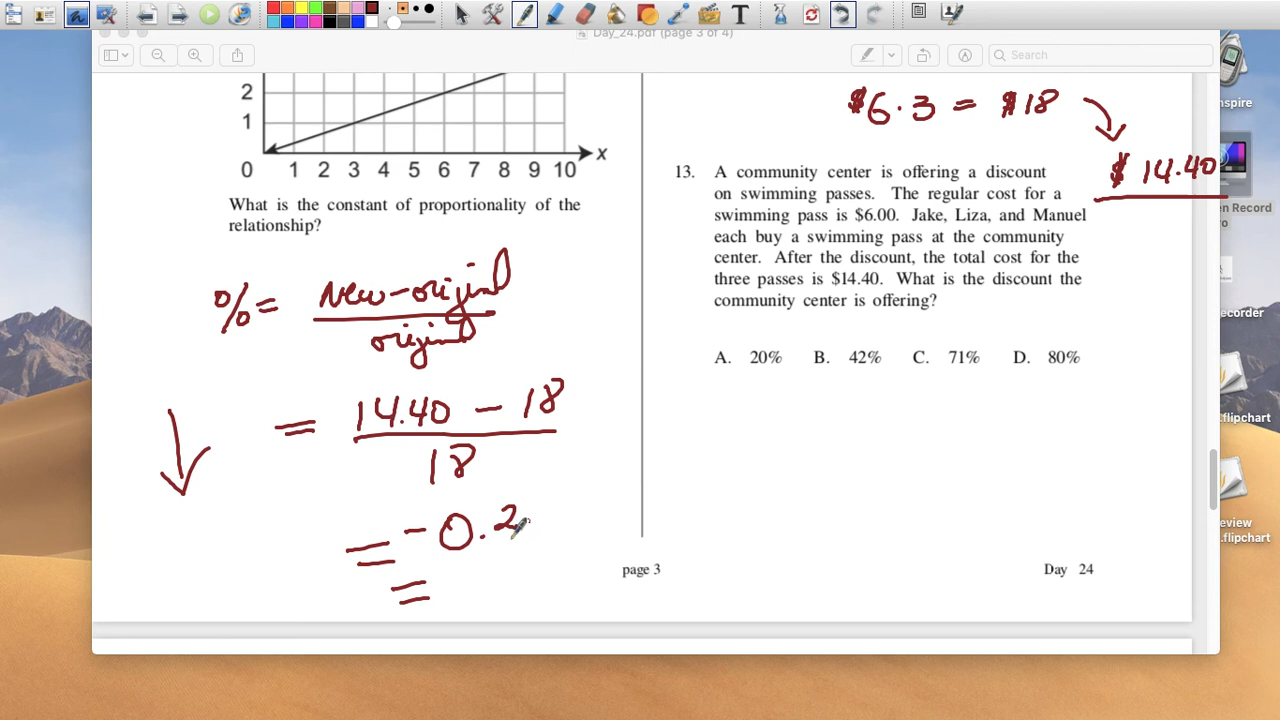 Day_24.pdf (page 3 of 4)
Search
2
1
0 1 2 3 4 5 6 7 8 9 10 x
What is the constant of proportionality of the
relationship?
% = New-original
original
= 14.40 - 18
18
= - 0.2
=
$6 · 3 = $18
$ 14.40
13. A community center is offering a discount
on swimming passes. The regular cost for a
swimming pass is $6.00. Jake, Liza, and Manuel
each buy a swimming pass at the community
center. After the discount, the total cost for the
three passes is $14.40. What is the discount the
community center is offering?
A. 20% B. 42% C. 71% D. 80%
page 3
Day 24
nspire
en Record
ro
ecorder
.flipchart
eview
.flipchart